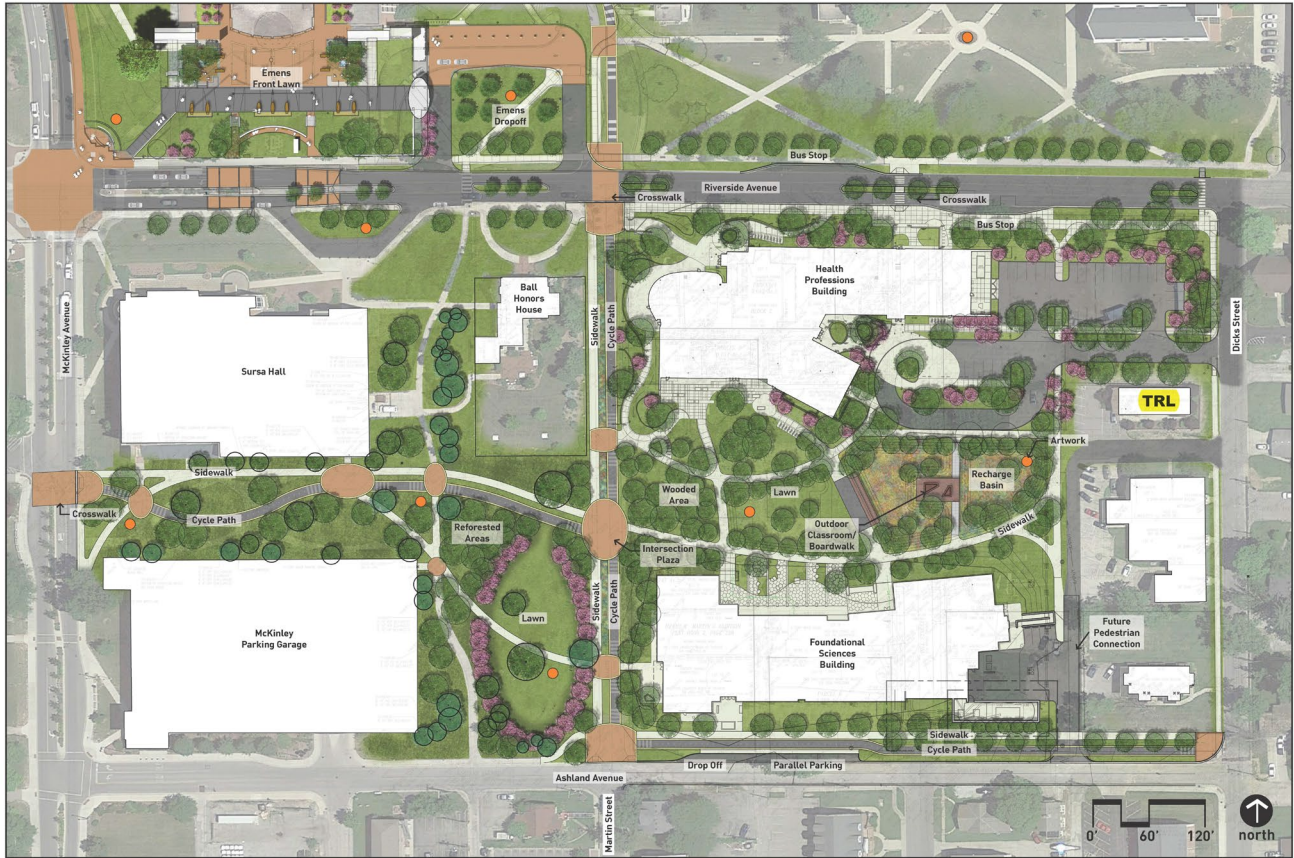 Emens
Front Lawn
Emens
Dropoff
Bus Stop
Riverside Avenue
Crosswalk
Crosswalk
Bus Stop
McKinley Avenue
Sursa Hall
Ball
Honors
House
Sidewalk
Cycle Path
Health
Professions
Building
Dicks Street
TRL
Artwork
Sidewalk
Crosswalk
Cycle Path
Reforested
Areas
Wooded
Area
Lawn
Recharge
Basin
Outdoor
Classroom/
Boardwalk
Sidewalk
Intersection
Plaza
Sidewalk
Cycle Path
Lawn
McKinley
Parking Garage
Foundational
Sciences
Building
Future
Pedestrian
Connection
Sidewalk
Cycle Path
Drop Off
Parallel Parking
Ashland Avenue
Martin Street
0'
60'
120'
north